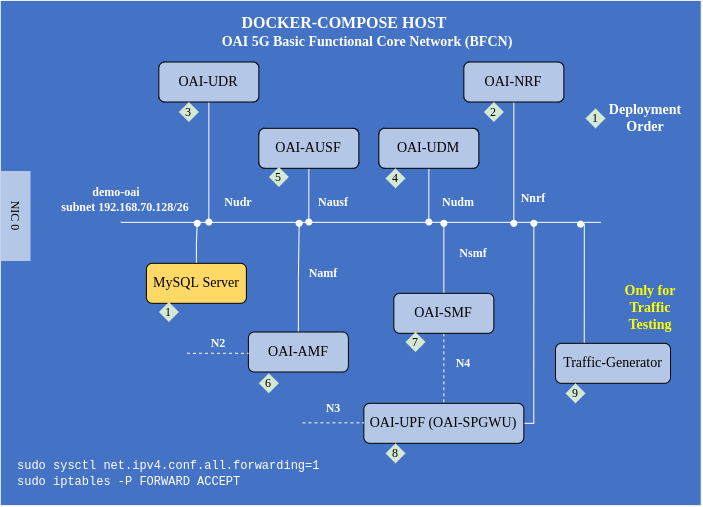 DOCKER-COMPOSE HOST
OAI 5G Basic Functional Core Network (BFCN)
OAI-UDR
3
OAI-NRF
2
1
Deployment
Order
OAI-AUSF
5
OAI-UDM
4
NIC 0
demo-oai
subnet 192.168.70.128/26
Nudr
Nausf
Nudm
Nnrf
MySQL Server
1
Namf
Nsmf
OAI-SMF
7
Only for
Traffic
Testing
N2
OAI-AMF
6
N4
Traffic-Generator
9
N3
OAI-UPF (OAI-SPGWU)
8
sudo sysctl net.ipv4.conf.all.forwarding=1
sudo iptables -P FORWARD ACCEPT